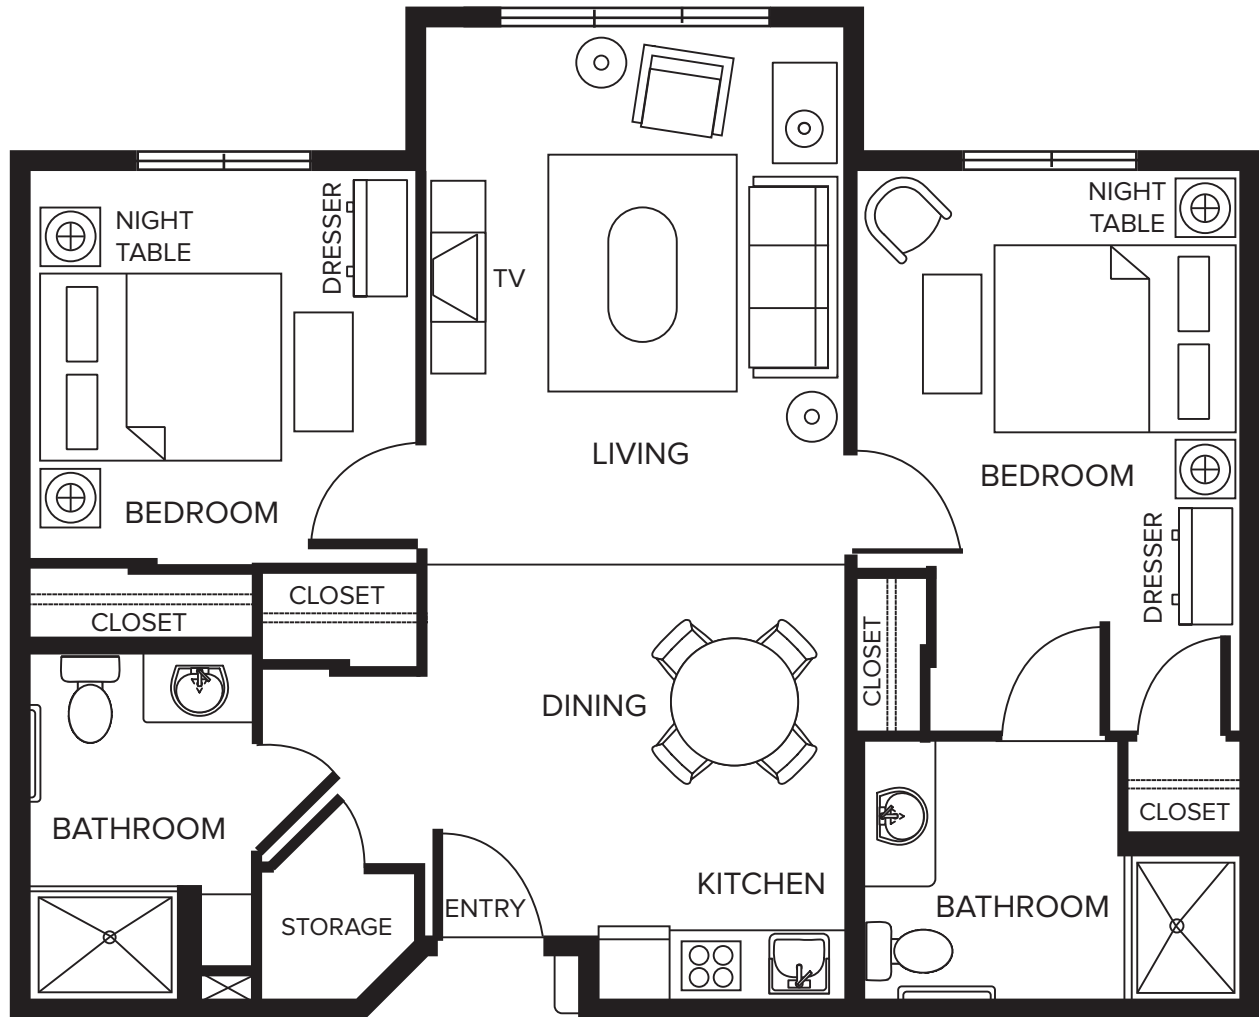 NIGHT
TABLE
DRESSER
TV
NIGHT
TABLE
LIVING
BEDROOM
BEDROOM
DRESSER
CLOSET
CLOSET
CLOSET
DINING
BATHROOM
CLOSET
KITCHEN
ENTRY
STORAGE
BATHROOM